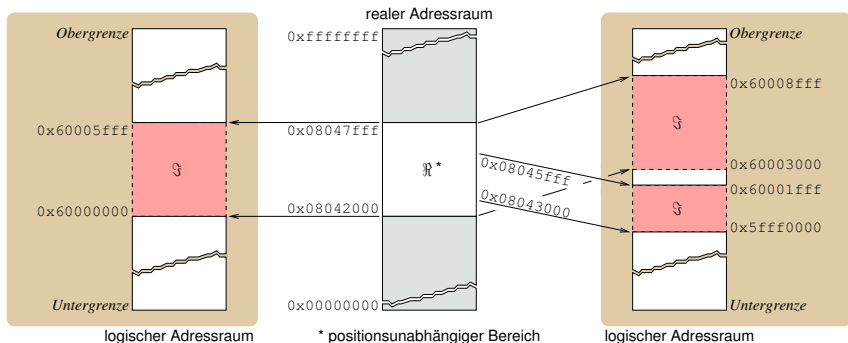 realer Adressraum
Obergrenze
0x60005fff
ℑ
0x60000000
Untergrenze
logischer Adressraum
0xffffffff
0x08047fff
ℜ*
0x08042000
0x00000000
* positionsunabhängiger Bereich
0x08045fff
0x08043000
Obergrenze
0x60008fff
ℑ
0x60003000
0x60001fff
ℑ
0x5fff0000
Untergrenze
logischer Adressraum